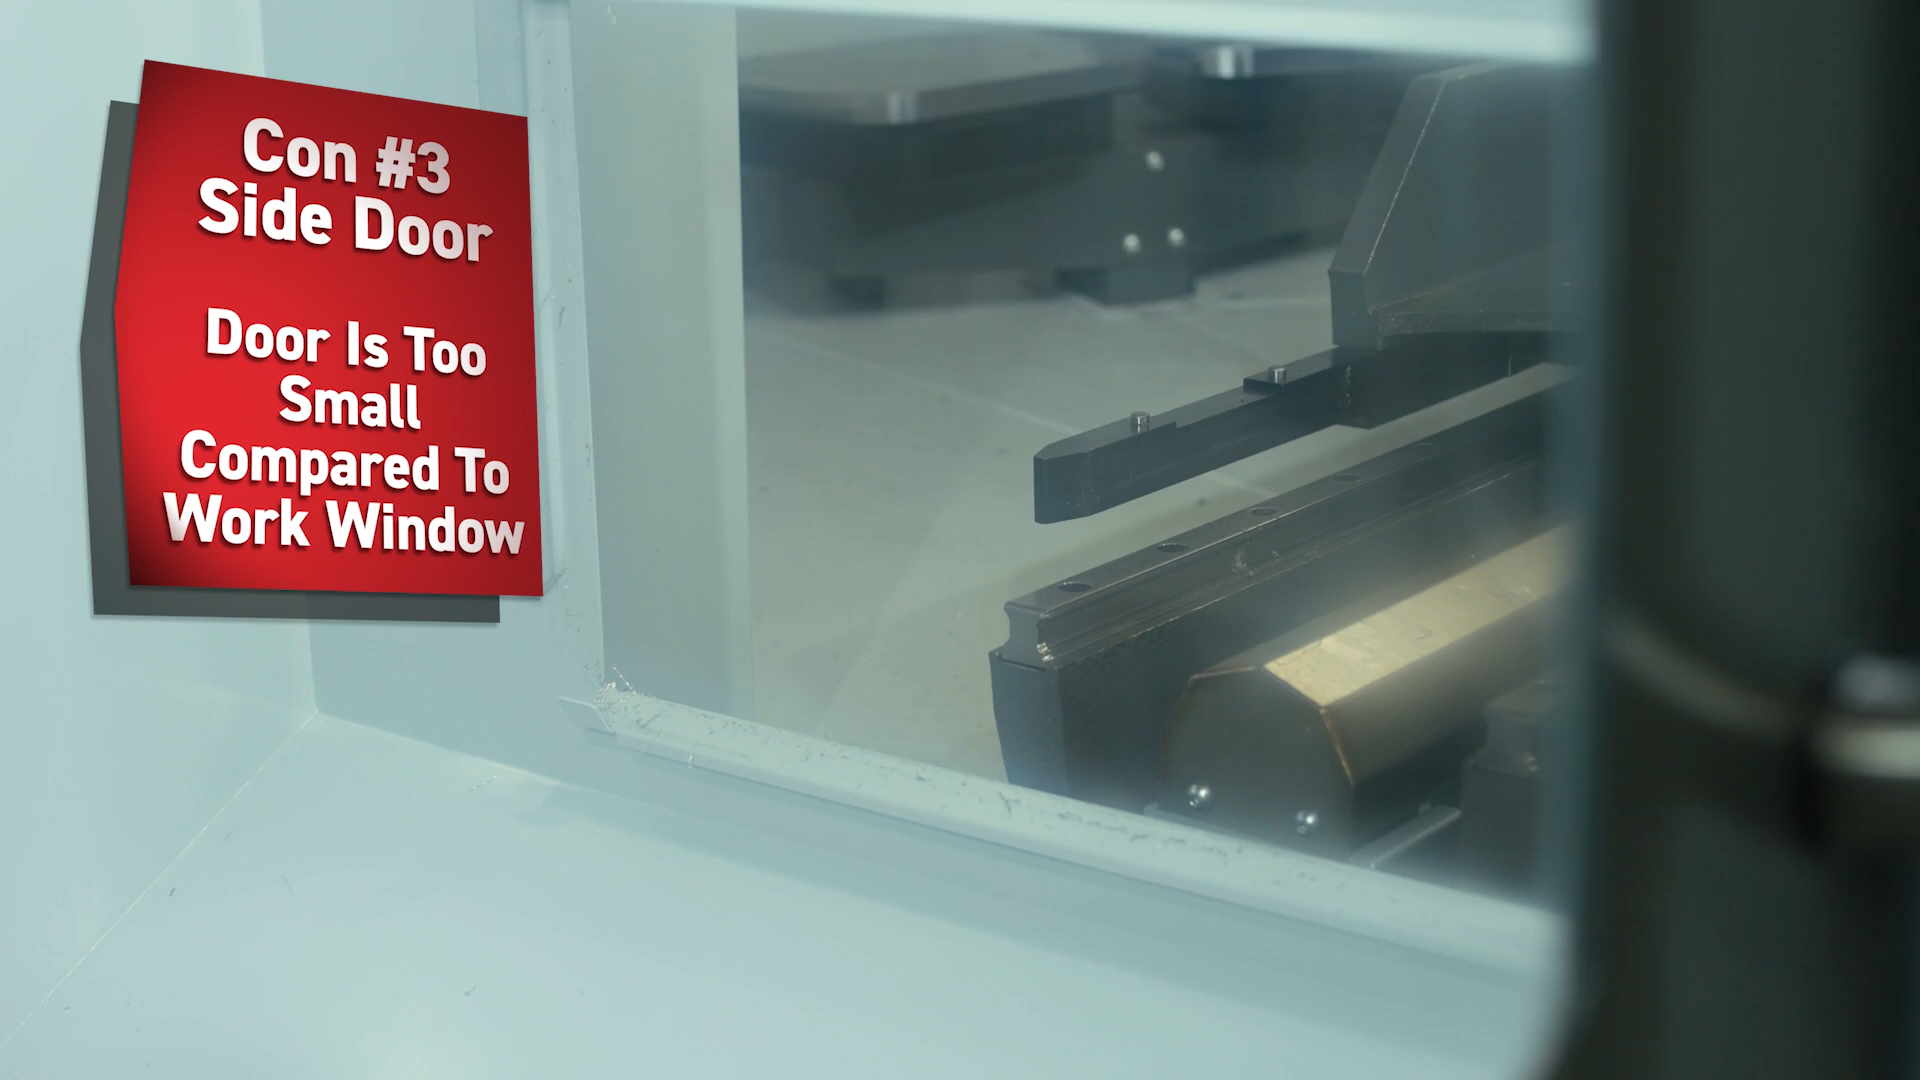 Con #3
Side Door
Door Is Too
Small
Compared To
Work Window